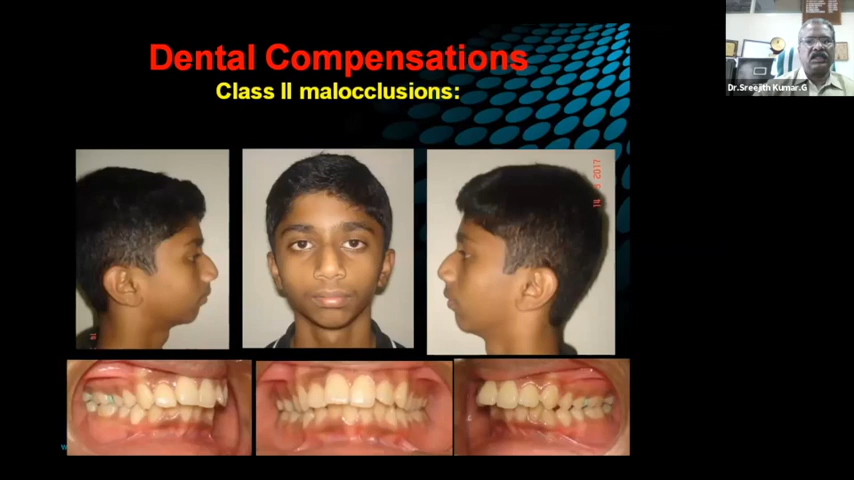 Dental Compensations
Class II malocclusions:
Dr.Sreejith Kumar.G